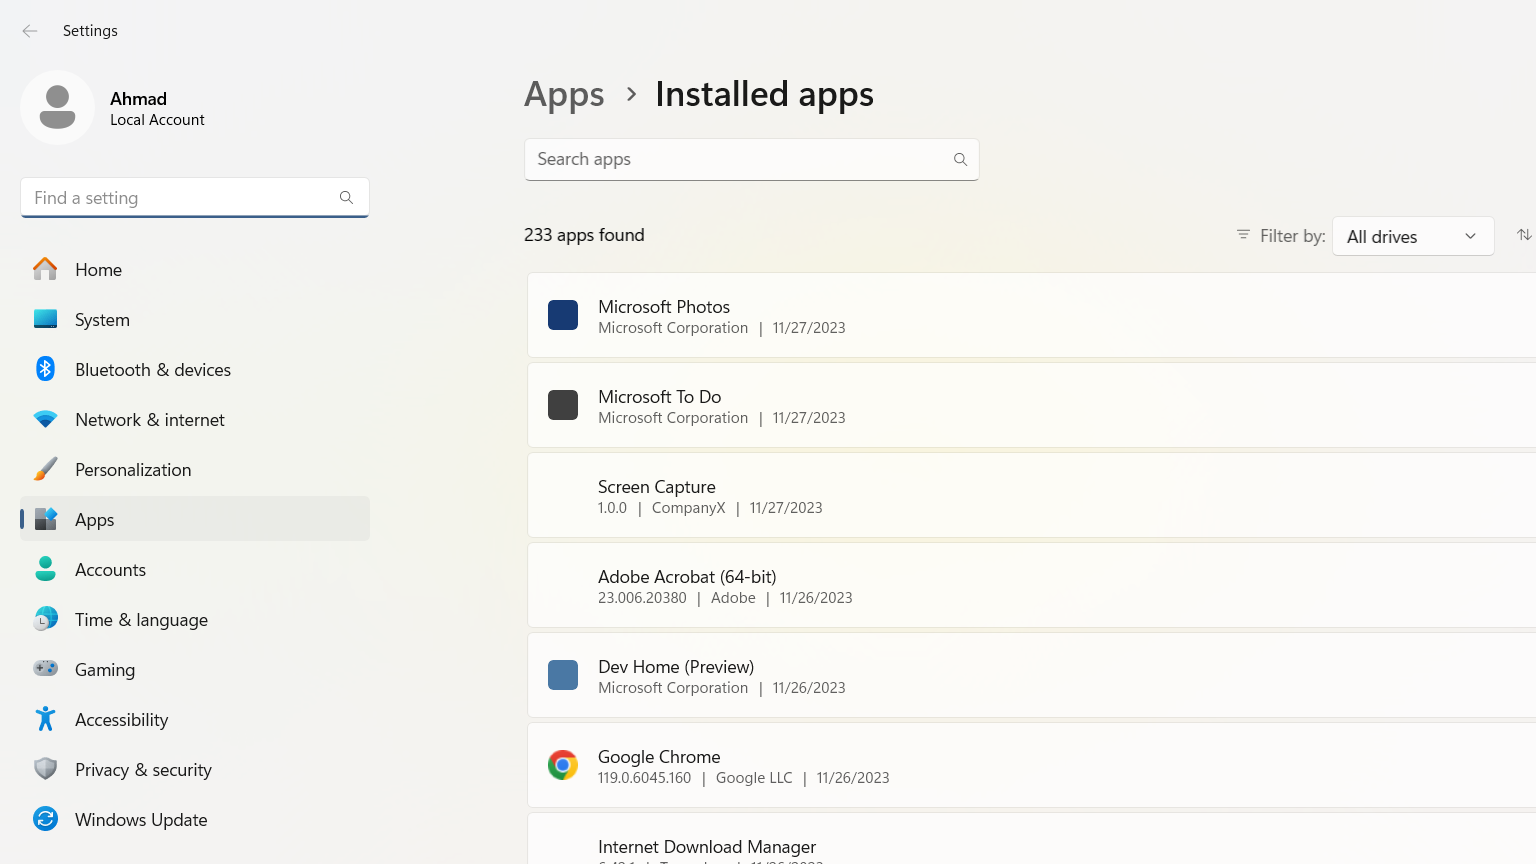 Settings
Ahmad
Local Account
Find a setting
Home
System
Bluetooth & devices
Network & internet
Personalization
Apps
Accounts
Time & language
Gaming
Accessibility
Privacy & security
Windows Update
Apps > Installed apps
Search apps
233 apps found
Filter by: All drives
Microsoft Photos
Microsoft Corporation | 11/27/2023
Microsoft To Do
Microsoft Corporation | 11/27/2023
Screen Capture
1.0.0 | CompanyX | 11/27/2023
Adobe Acrobat (64-bit)
23.006.20380 | Adobe | 11/26/2023
Dev Home (Preview)
Microsoft Corporation | 11/26/2023
Google Chrome
119.0.6045.160 | Google LLC | 11/26/2023
Internet Download Manager